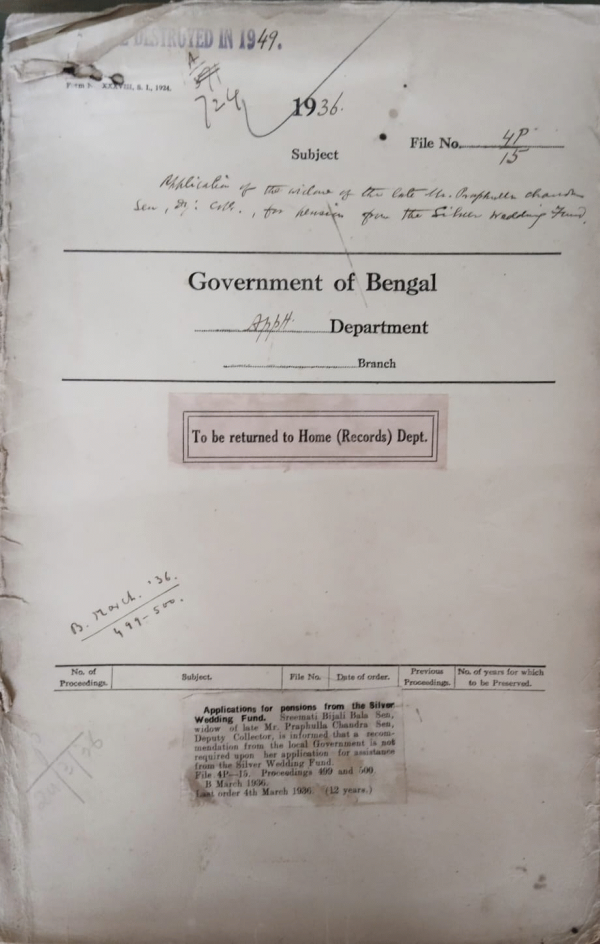 DESTROYED IN 1949.
XXXVIII, S. I., 1924.
724
1936.
File No. 4P/15
Subject
Application of the widow of the late Mr. Praphulla Chandra
Sen, Dy. Coll., for pension from the Silver Wedding Fund.
Government of Bengal
Appt Department
Branch
To be returned to Home (Records) Dept.
B. March. '36.
499-500.
No. of Proceedings. Subject. File No. Date of order. Previous Proceedings. No. of years for which to be Preserved.
Applications for pensions from the Silver
Wedding Fund. Sreemati Bijali Bala Sen,
widow of late Mr. Praphulla Chandra Sen,
Deputy Collector, is informed that a recom-
mendation from the local Government is not
required upon her application for assistance
from the Silver Wedding Fund.
File 4P—15. Proceedings 499 and 500
B March 1936.
Last order 4th March 1936. (12 years.)